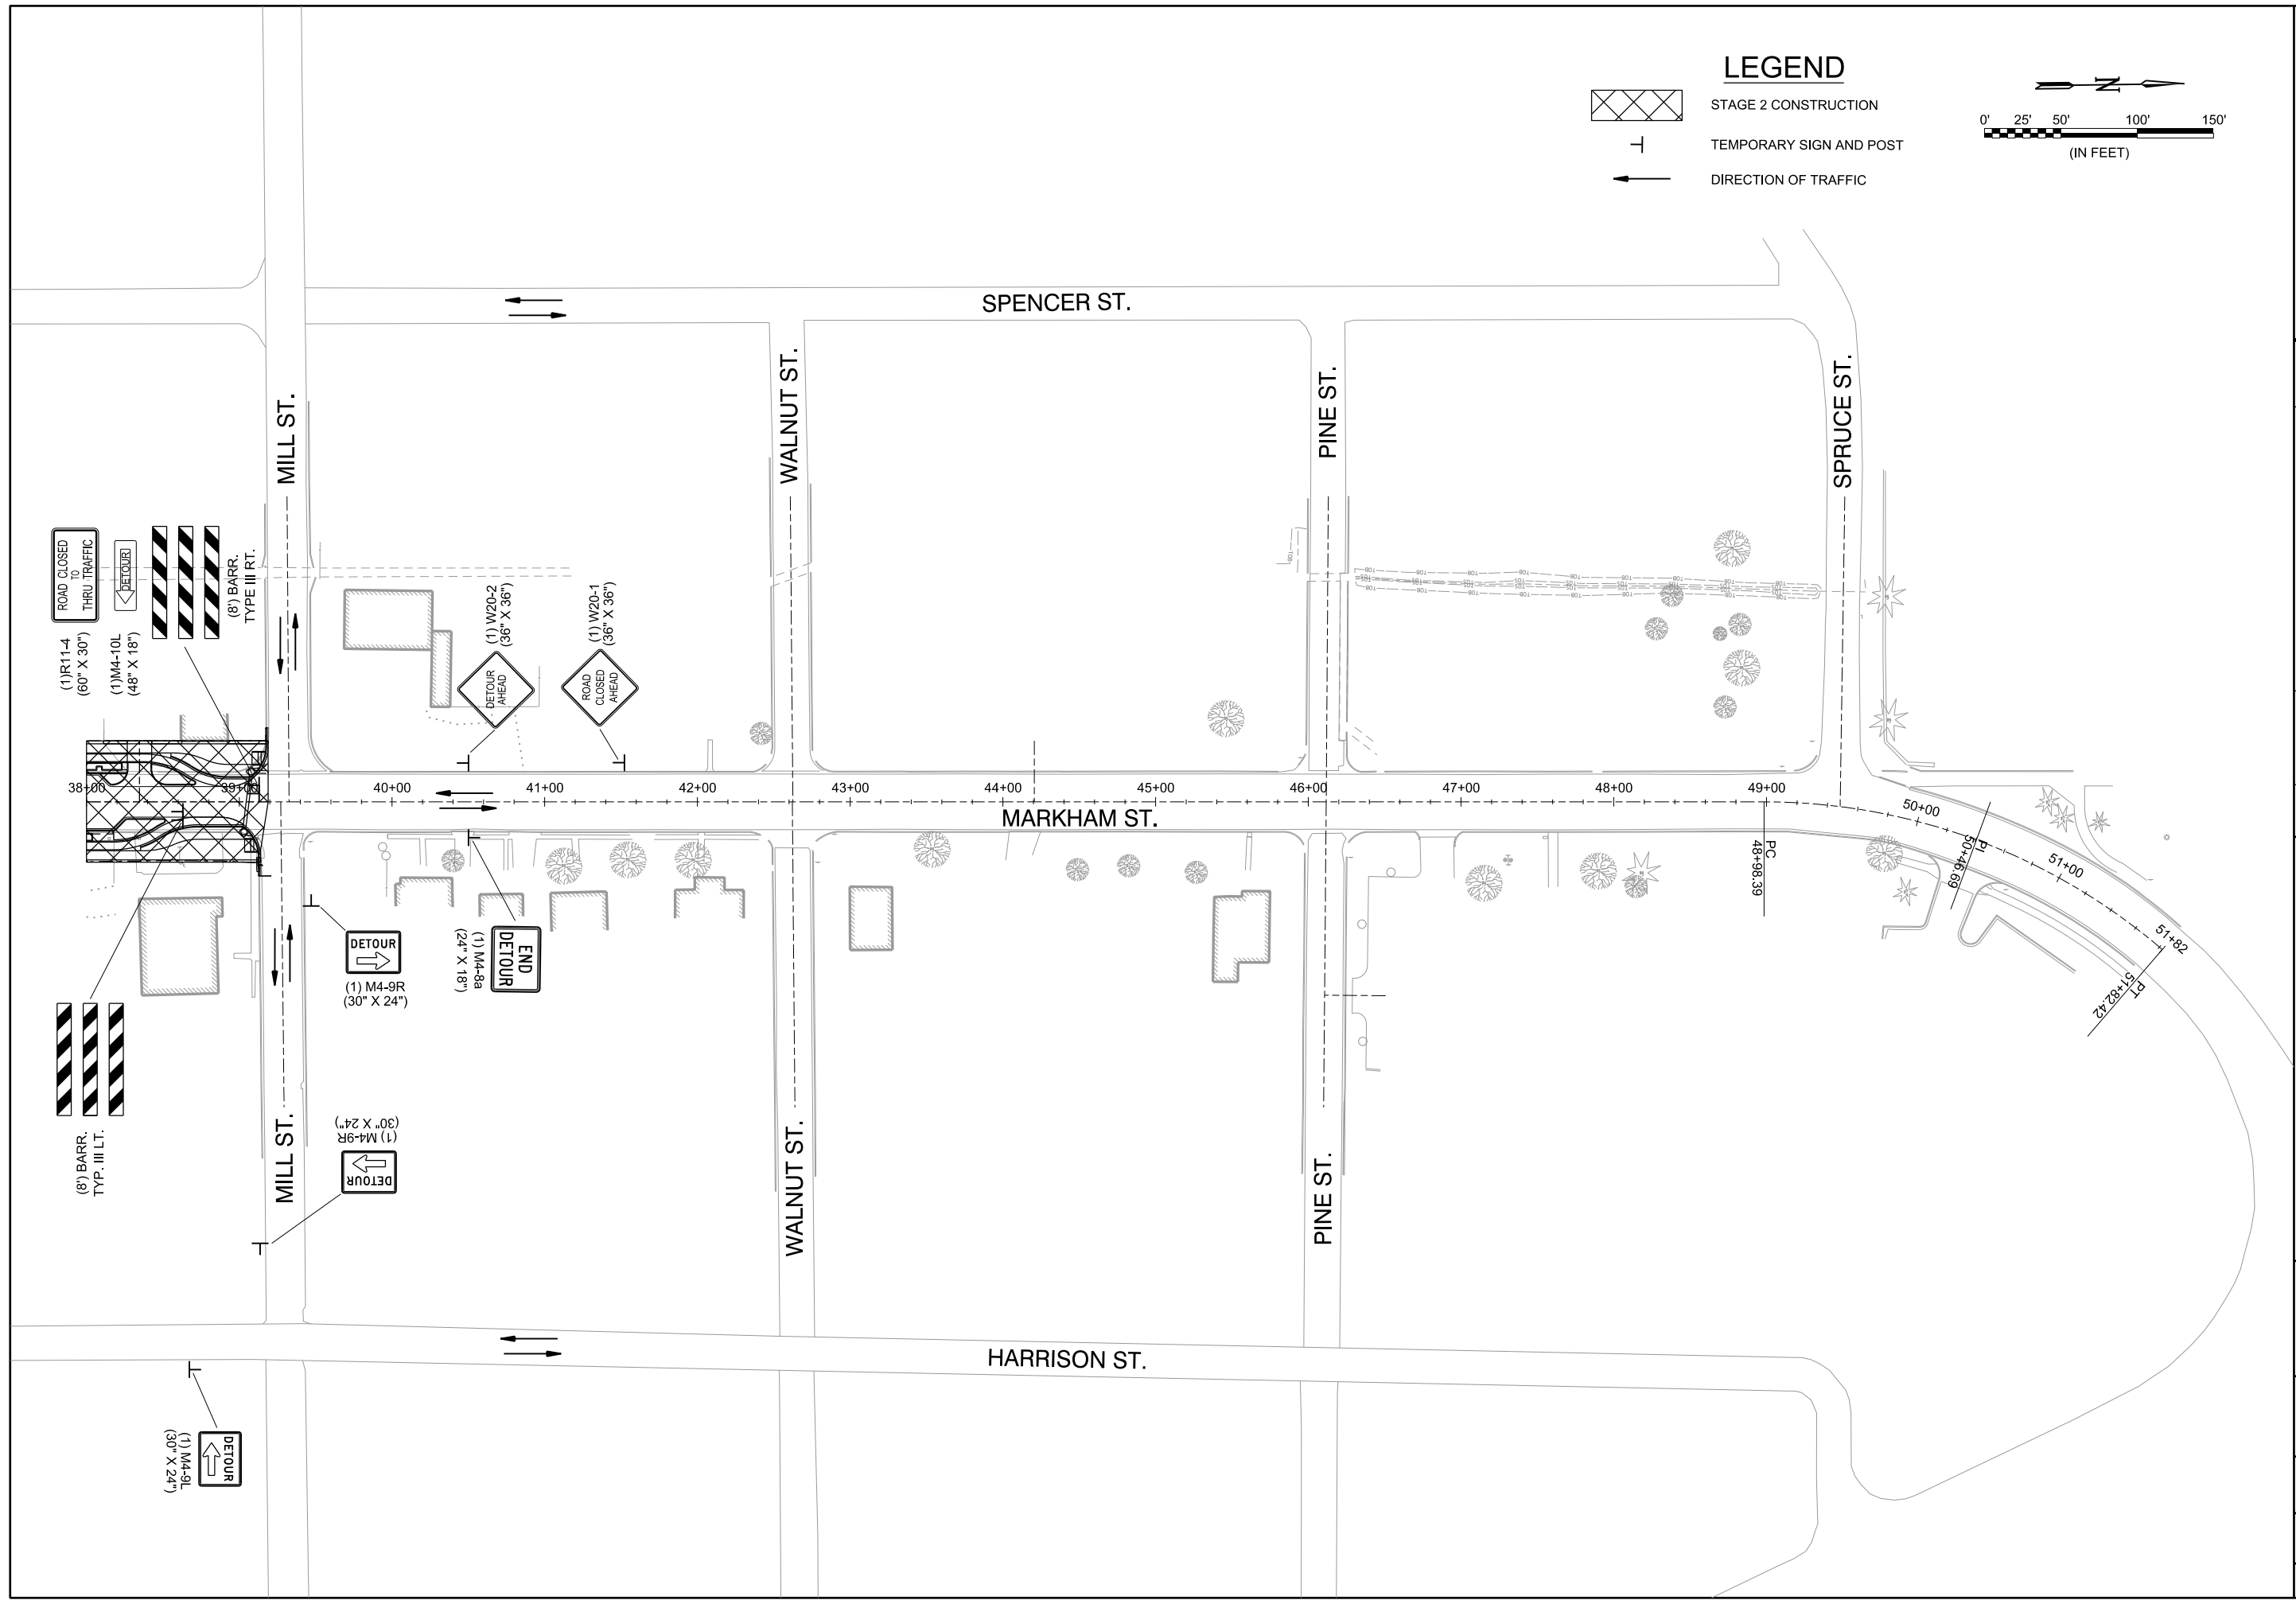 LEGEND
STAGE 2 CONSTRUCTION
TEMPORARY SIGN AND POST
DIRECTION OF TRAFFIC
N
0' 25' 50' 100' 150'
(IN FEET)
SPENCER ST.
MILL ST.
WALNUT ST.
PINE ST.
SPRUCE ST.
ROAD CLOSED
TO
THRU TRAFFIC
(1)R11-4
(60" X 30")
DETOUR
(1)M4-10L
(48" X 18")
(8') BARR.
TYPE III RT.
DETOUR
AHEAD
(1) W20-2
(36" X 36")
ROAD
CLOSED
AHEAD
(1) W20-1
(36" X 36")
38+00 39+00 40+00 41+00 42+00 43+00 44+00 45+00 46+00 47+00 48+00 49+00 50+00 51+00 51+82
MARKHAM ST.
PC
48+98.39
PI
50+46.69
PT
51+82.42
DETOUR
(1) M4-9R
(30" X 24")
END
DETOUR
(1) M4-8a
(24" X 18")
(8') BARR.
TYP. III LT.
MILL ST.
(1) M4-9R
(30" X 24")
DETOUR
WALNUT ST.
PINE ST.
HARRISON ST.
DETOUR
(1) M4-9L
(30" X 24")